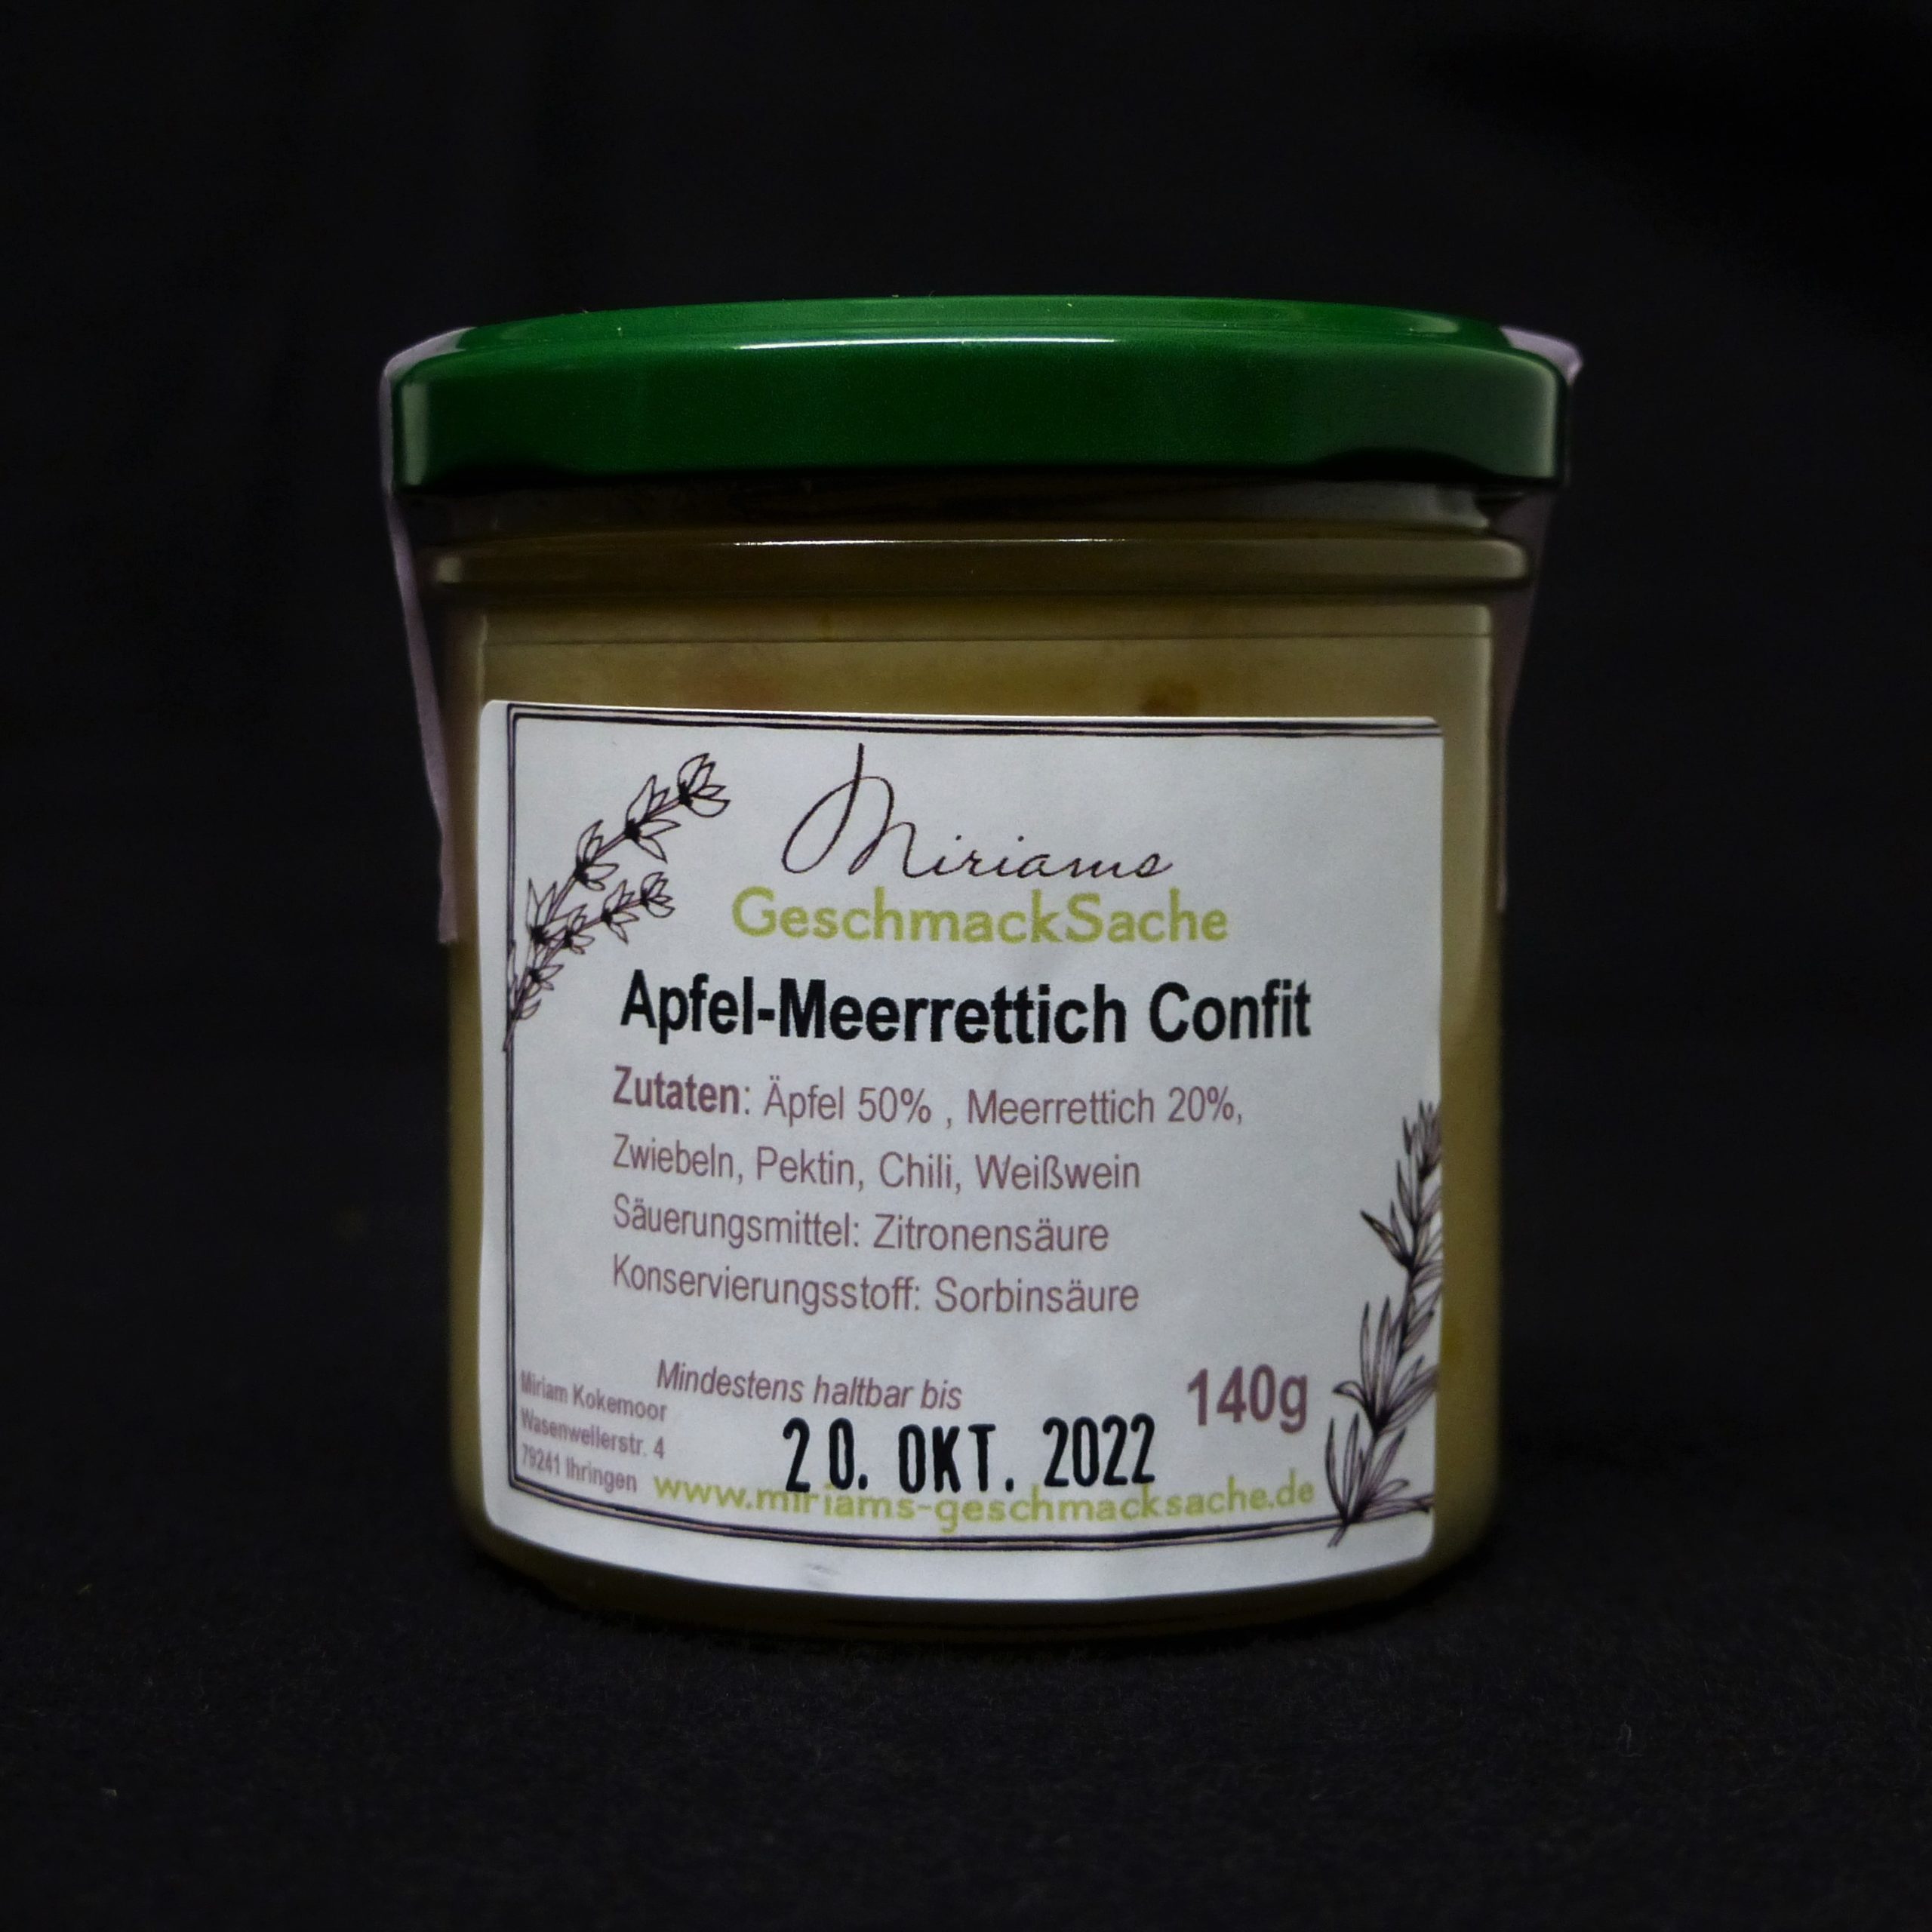 Miriams
GeschmackSache
Apfel-Meerrettich Confit
Zutaten: Äpfel 50% , Meerrettich 20%,
Zwiebeln, Pektin, Chili, Weißwein
Säuerungsmittel: Zitronensäure
Konservierungsstoff: Sorbinsäure
Mindestens haltbar bis
20. OKT. 2022
140g
Miriam Kokemoor
Wasenweilerstr. 4
79241 Ihringen
www.miriams-geschmacksache.de